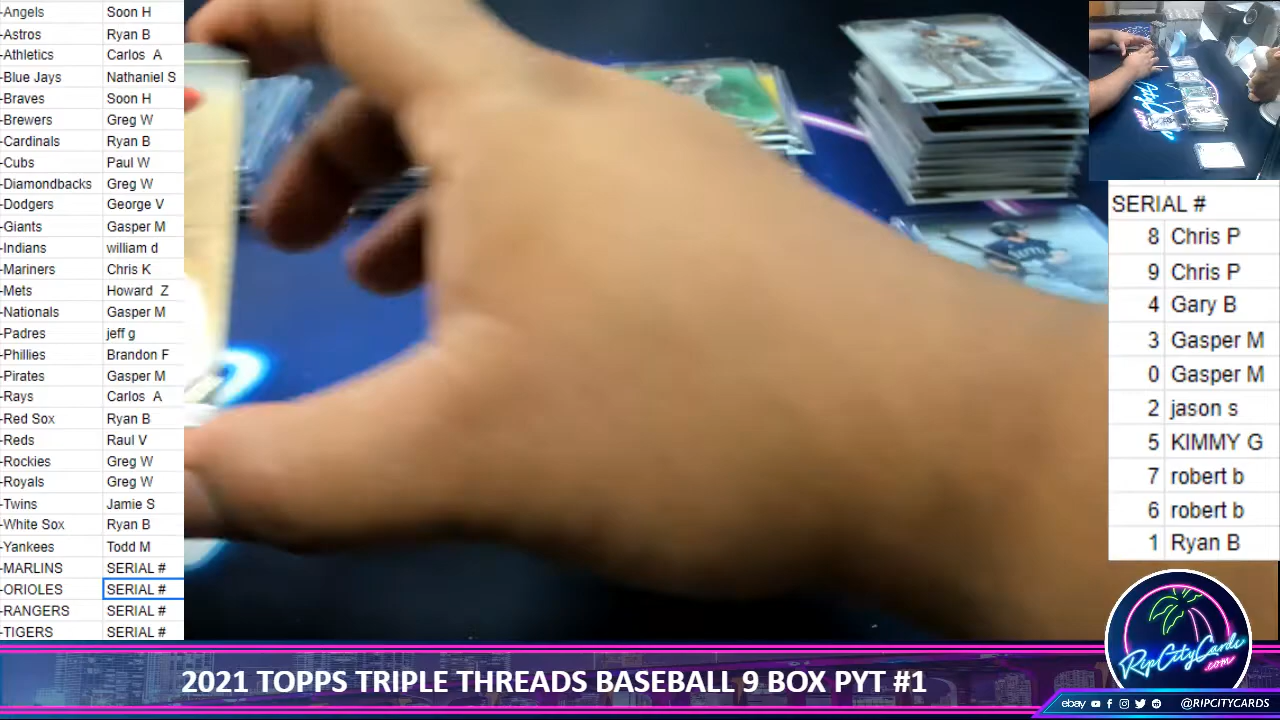 -Angels Soon H
-Astros Ryan B
-Athletics Carlos A
-Blue Jays Nathaniel S
-Braves Soon H
-Brewers Greg W
-Cardinals Ryan B
-Cubs Paul W
-Diamondbacks Greg W
-Dodgers George V
-Giants Gasper M
-Indians william d
-Mariners Chris K
-Mets Howard Z
-Nationals Gasper M
-Padres jeff g
-Phillies Brandon F
-Pirates Gasper M
-Rays Carlos A
-Red Sox Ryan B
-Reds Raul V
-Rockies Greg W
-Royals Greg W
-Twins Jamie S
-White Sox Ryan B
-Yankees Todd M
-MARLINS SERIAL #
-ORIOLES SERIAL #
-RANGERS SERIAL #
-TIGERS SERIAL #
SERIAL #
8 Chris P
9 Chris P
4 Gary B
3 Gasper M
0 Gasper M
2 jason s
5 KIMMY G
7 robert b
6 robert b
1 Ryan B
RipCityCards
.com
2021 TOPPS TRIPLE THREADS BASEBALL 9 BOX PYT #1
ebay @RIPCITYCARDS